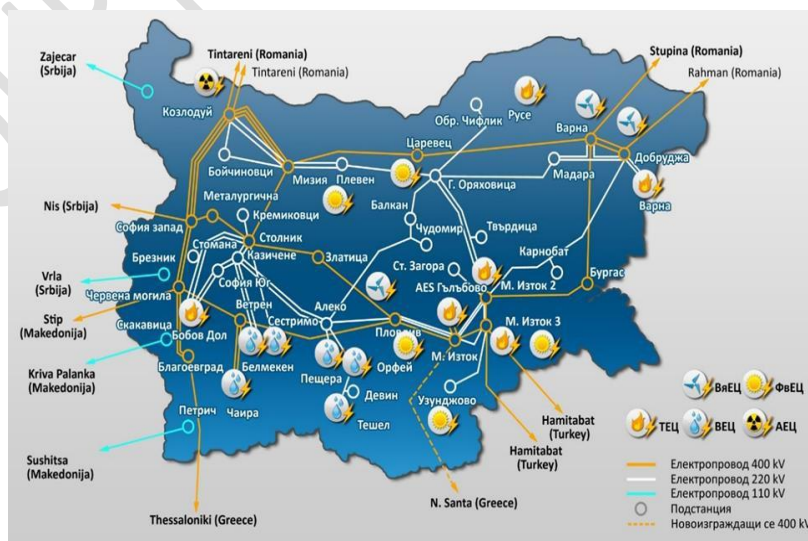 Zajecar
(Srbija)
Tintareni (Romania)
Tintareni (Romania)
Stupina (Romania)
Rahman (Romania)
Козлодуй
Обр. Чифлик
Русе
Варна
Царевец
Добруджа
Бойчиновци
Мизия
Плевен
Г. Оряховица
Мадара
Варна
Металургична
Балкан
Nis (Srbija)
Кремиковци
София запад
Чудомир
Твърдица
Столник
Стомана
Казичене
Златица
Карнобат
Брезник
Ст. Загора
София Юг
AES Гълъбово
М. Изток 2
Бургас
Vrla
(Srbija)
Червена могила
Ветрен
Алеко
Stip
(Makedonija)
Сестримо
Скакавица
Бобов Дол
Пловдив
М. Изток 3
Белмекен
М. Изток
Kriva Palanka
(Makedonija)
Благоевград
Пещера
Орфей
Девин
Чаира
Узунджово
Петрич
Тешел
Hamitabat
(Turkey)
Hamitabat
(Turkey)
Sushitsa
(Makedonija)
N. Santa (Greece)
Thessaloniki (Greece)
ВяЕЦ
ФвЕЦ
ТЕЦ
ВЕЦ
АЕЦ
Електропровод 400 kV
Електропровод 220 kV
Електропровод 110 kV
Подстанция
Новоизграждащи се 400 kV